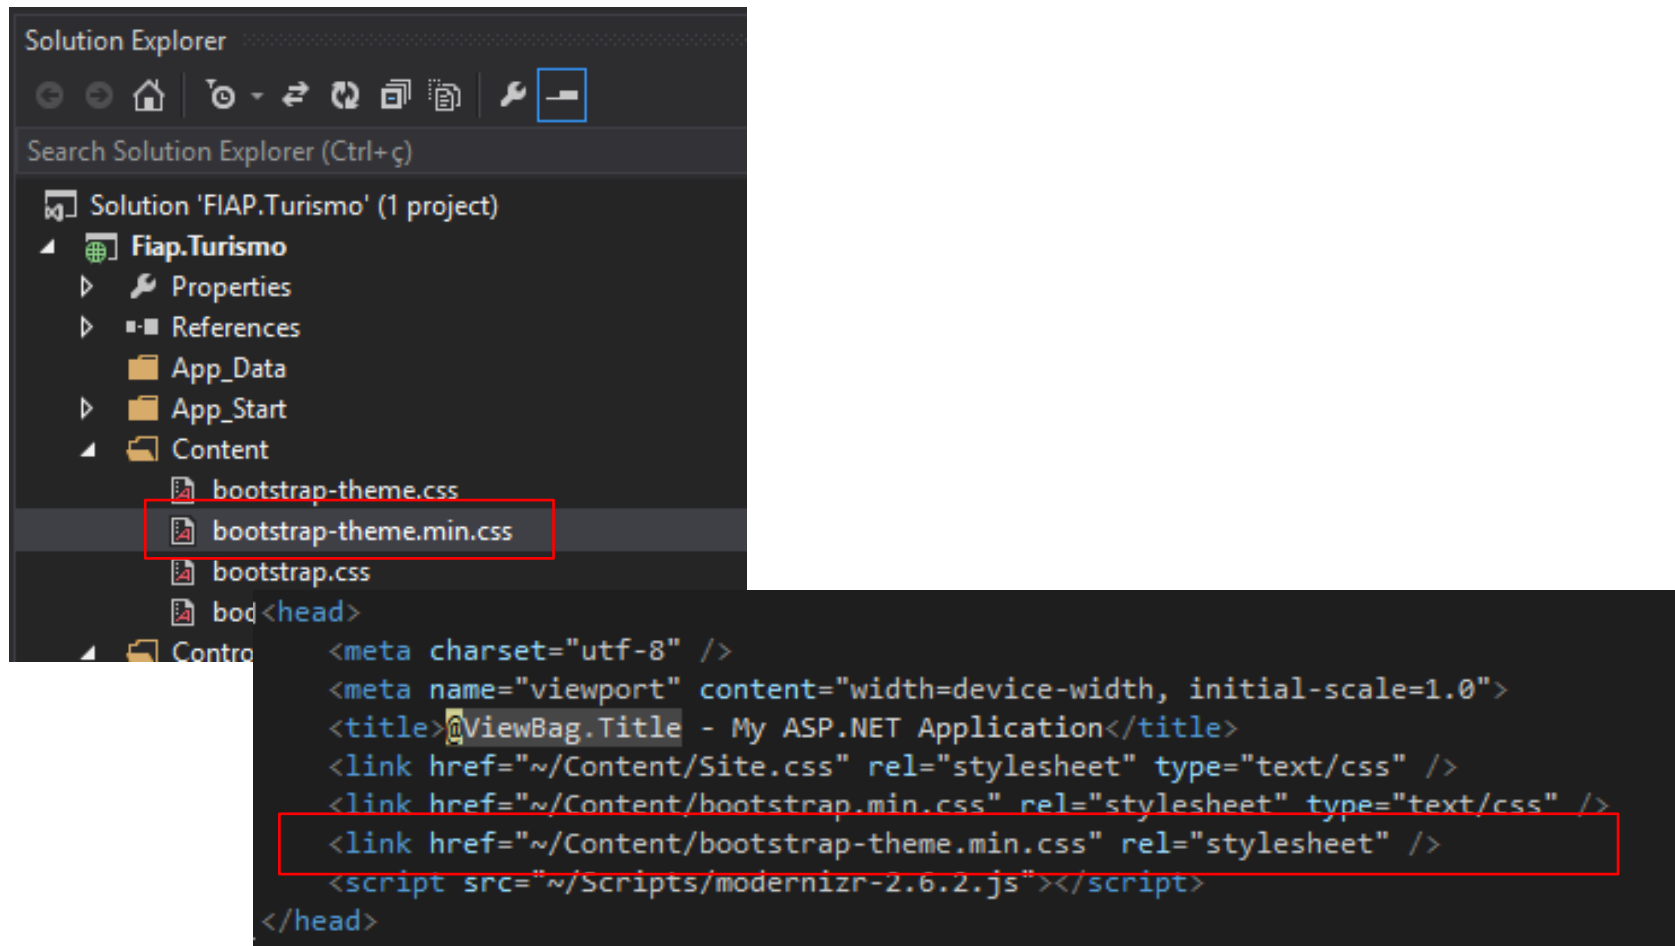 Solution Explorer
Search Solution Explorer (Ctrl+ç)
Solution 'FIAP.Turismo' (1 project)
Fiap.Turismo
Properties
References
App_Data
App_Start
Content
bootstrap-theme.css
bootstrap-theme.min.css
bootstrap.css
<head>
<meta charset="utf-8" />
<meta name="viewport" content="width=device-width, initial-scale=1.0">
<title>@ViewBag.Title - My ASP.NET Application</title>
<link href="~/Content/Site.css" rel="stylesheet" type="text/css" />
<link href="~/Content/bootstrap.min.css" rel="stylesheet" type="text/css" />
<link href="~/Content/bootstrap-theme.min.css" rel="stylesheet" />
<script src="~/Scripts/modernizr-2.6.2.js"></script>
</head>